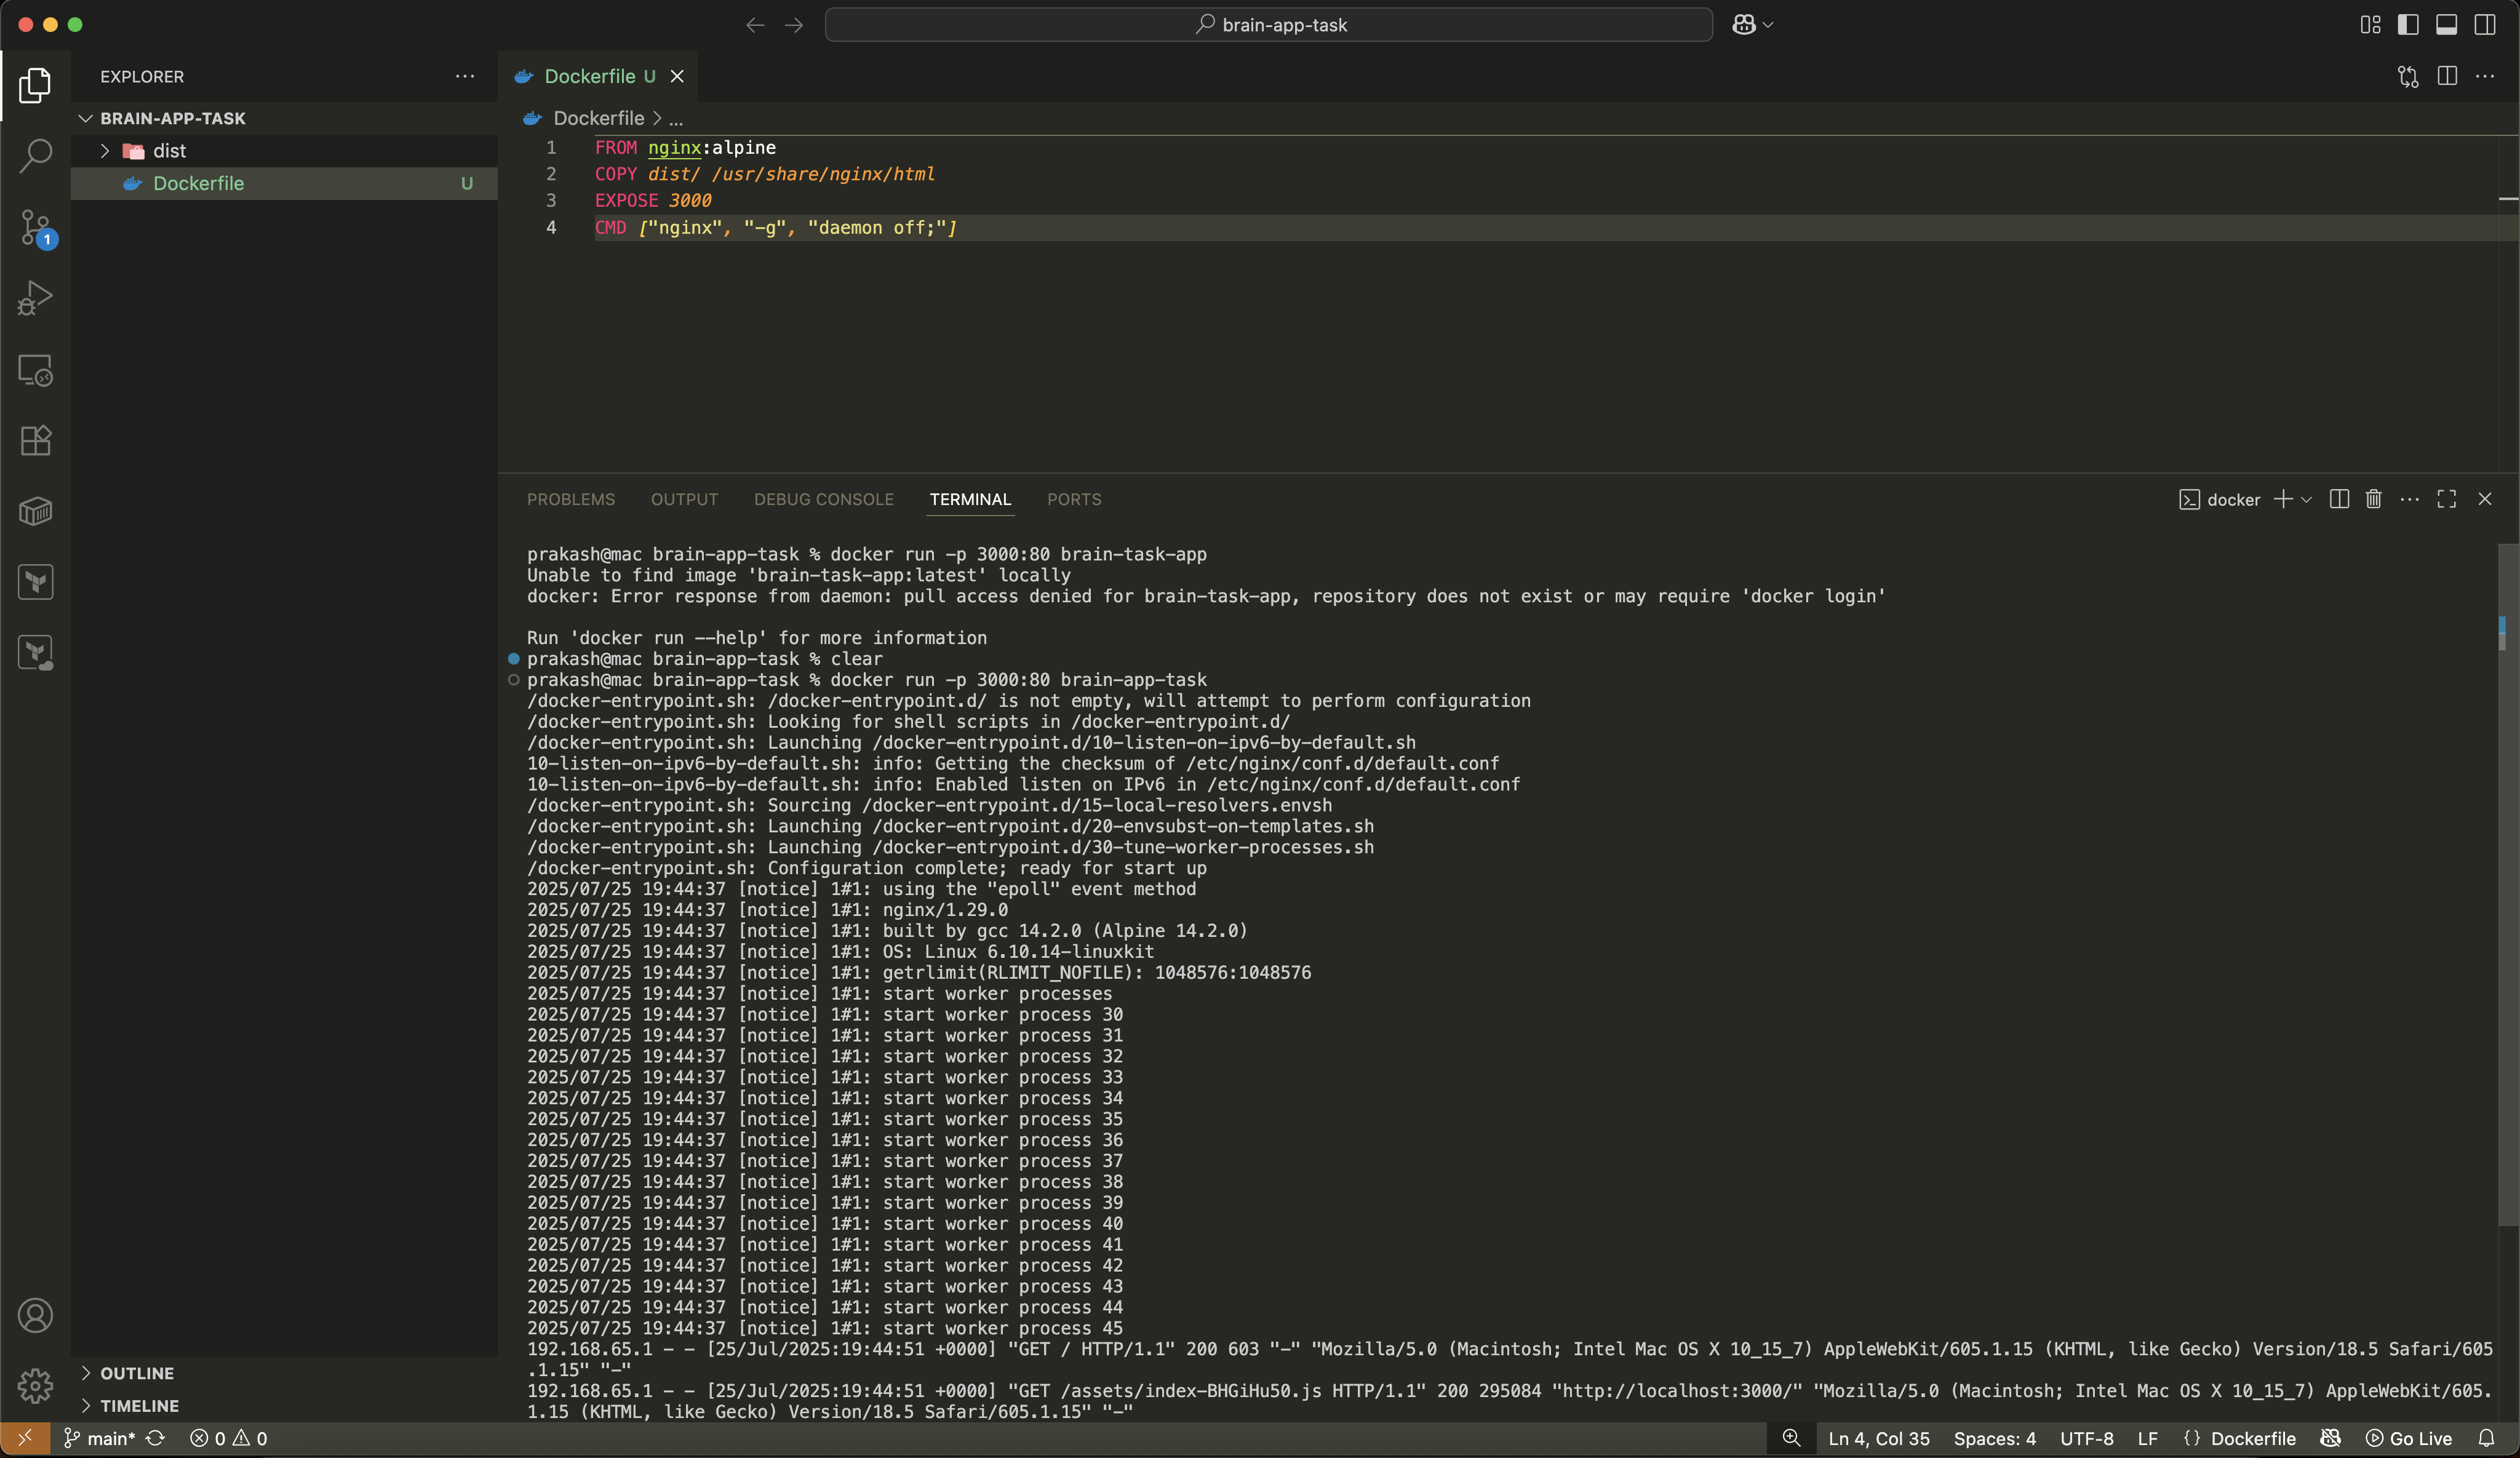 brain-app-task
EXPLORER
BRAIN-APP-TASK
dist
Dockerfile U
1
OUTLINE
TIMELINE
Dockerfile U
Dockerfile > ...
1 FROM nginx:alpine
2 COPY dist/ /usr/share/nginx/html
3 EXPOSE 3000
4 CMD ["nginx", "-g", "daemon off;"]
PROBLEMS OUTPUT DEBUG CONSOLE TERMINAL PORTS
docker
prakash@mac brain-app-task % docker run -p 3000:80 brain-task-app
Unable to find image 'brain-task-app:latest' locally
docker: Error response from daemon: pull access denied for brain-task-app, repository does not exist or may require 'docker login'
Run 'docker run --help' for more information
prakash@mac brain-app-task % clear
prakash@mac brain-app-task % docker run -p 3000:80 brain-app-task
/docker-entrypoint.sh: /docker-entrypoint.d/ is not empty, will attempt to perform configuration
/docker-entrypoint.sh: Looking for shell scripts in /docker-entrypoint.d/
/docker-entrypoint.sh: Launching /docker-entrypoint.d/10-listen-on-ipv6-by-default.sh
10-listen-on-ipv6-by-default.sh: info: Getting the checksum of /etc/nginx/conf.d/default.conf
10-listen-on-ipv6-by-default.sh: info: Enabled listen on IPv6 in /etc/nginx/conf.d/default.conf
/docker-entrypoint.sh: Sourcing /docker-entrypoint.d/15-local-resolvers.envsh
/docker-entrypoint.sh: Launching /docker-entrypoint.d/20-envsubst-on-templates.sh
/docker-entrypoint.sh: Launching /docker-entrypoint.d/30-tune-worker-processes.sh
/docker-entrypoint.sh: Configuration complete; ready for start up
2025/07/25 19:44:37 [notice] 1#1: using the "epoll" event method
2025/07/25 19:44:37 [notice] 1#1: nginx/1.29.0
2025/07/25 19:44:37 [notice] 1#1: built by gcc 14.2.0 (Alpine 14.2.0)
2025/07/25 19:44:37 [notice] 1#1: OS: Linux 6.10.14-linuxkit
2025/07/25 19:44:37 [notice] 1#1: getrlimit(RLIMIT_NOFILE): 1048576:1048576
2025/07/25 19:44:37 [notice] 1#1: start worker processes
2025/07/25 19:44:37 [notice] 1#1: start worker process 30
2025/07/25 19:44:37 [notice] 1#1: start worker process 31
2025/07/25 19:44:37 [notice] 1#1: start worker process 32
2025/07/25 19:44:37 [notice] 1#1: start worker process 33
2025/07/25 19:44:37 [notice] 1#1: start worker process 34
2025/07/25 19:44:37 [notice] 1#1: start worker process 35
2025/07/25 19:44:37 [notice] 1#1: start worker process 36
2025/07/25 19:44:37 [notice] 1#1: start worker process 37
2025/07/25 19:44:37 [notice] 1#1: start worker process 38
2025/07/25 19:44:37 [notice] 1#1: start worker process 39
2025/07/25 19:44:37 [notice] 1#1: start worker process 40
2025/07/25 19:44:37 [notice] 1#1: start worker process 41
2025/07/25 19:44:37 [notice] 1#1: start worker process 42
2025/07/25 19:44:37 [notice] 1#1: start worker process 43
2025/07/25 19:44:37 [notice] 1#1: start worker process 44
2025/07/25 19:44:37 [notice] 1#1: start worker process 45
192.168.65.1 - - [25/Jul/2025:19:44:51 +0000] "GET / HTTP/1.1" 200 603 "-" "Mozilla/5.0 (Macintosh; Intel Mac OS X 10_15_7) AppleWebKit/605.1.15 (KHTML, like Gecko) Version/18.5 Safari/605
.1.15" "-"
192.168.65.1 - - [25/Jul/2025:19:44:51 +0000] "GET /assets/index-BHGiHu50.js HTTP/1.1" 200 295084 "http://localhost:3000/" "Mozilla/5.0 (Macintosh; Intel Mac OS X 10_15_7) AppleWebKit/605.
1.15 (KHTML, like Gecko) Version/18.5 Safari/605.1.15" "-"
main* 0 0 Ln 4, Col 35 Spaces: 4 UTF-8 LF {} Dockerfile Go Live